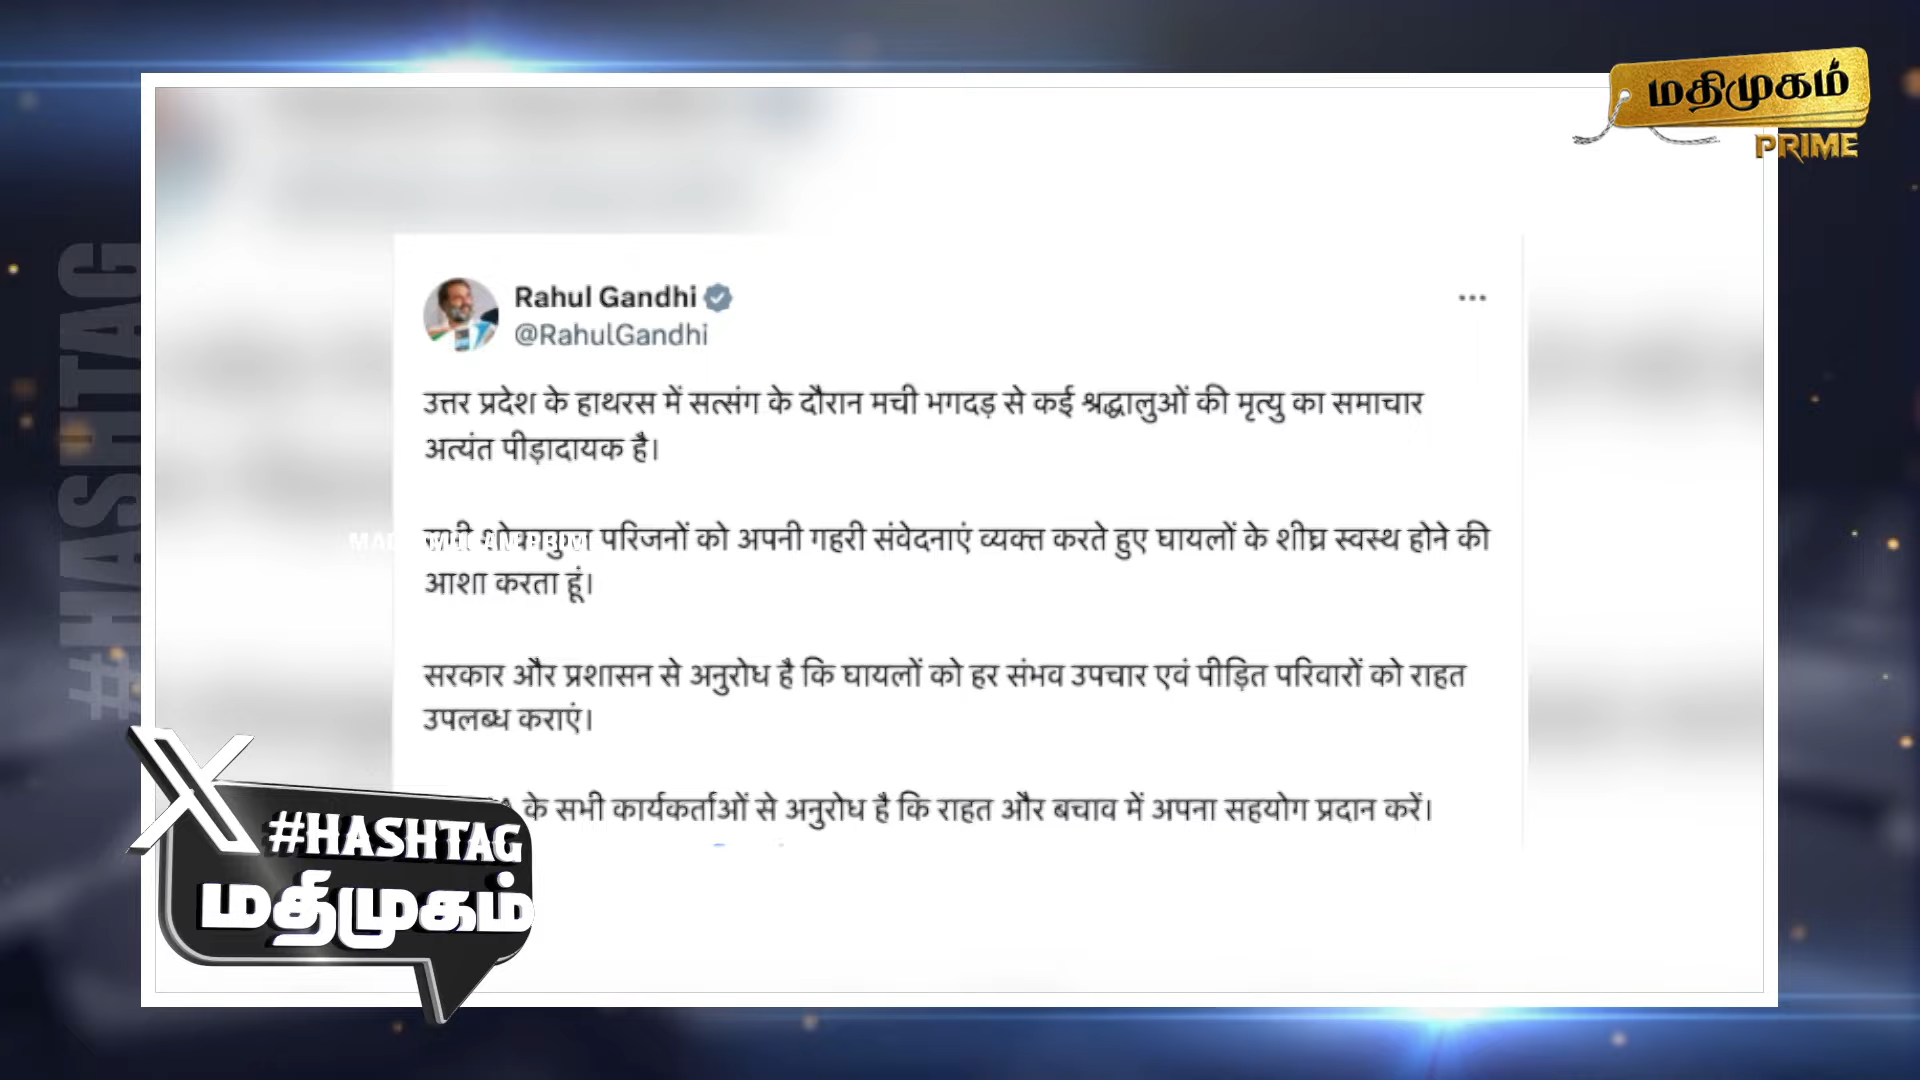 மதிமுகம்
PRIME
#HASHTAG
Rahul Gandhi
@RahulGandhi
उत्तर प्रदेश के हाथरस में सत्संग के दौरान मची भगदड़ से कई श्रद्धालुओं की मृत्यु का समाचार
अत्यंत पीड़ादायक है।
परिजनों को अपनी गहरी संवेदनाएं व्यक्त करते हुए घायलों के शीघ्र स्वस्थ होने की
आशा करता हूं।
सरकार और प्रशासन से अनुरोध है कि घायलों को हर संभव उपचार एवं पीड़ित परिवारों को राहत
उपलब्ध कराएं।
के सभी कार्यकर्ताओं से अनुरोध है कि राहत और बचाव में अपना सहयोग प्रदान करें।
X
#HASHTAG
மதிமுகம்